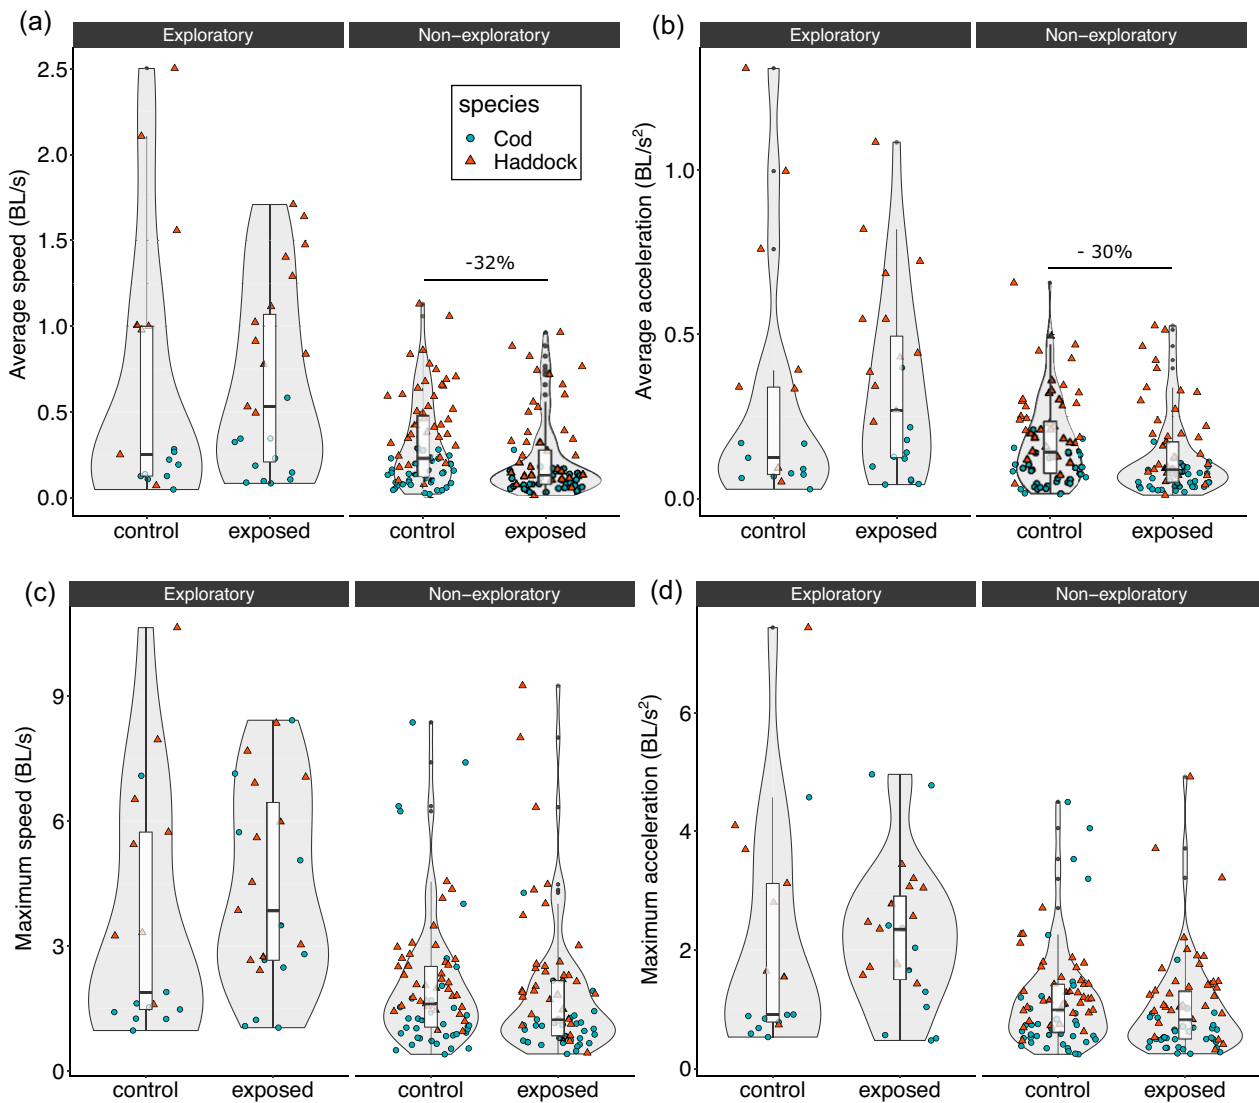 (a)
Exploratory
Non−exploratory
Average speed (BL/s)
2.5
2.0
1.5
1.0
0.5
0.0
species
Cod
Haddock
-32%
control
exposed
control
exposed
(b)
Exploratory
Non−exploratory
Average acceleration (BL/s²)
1.0
0.5
0.0
- 30%
control
exposed
control
exposed
(c)
Exploratory
Non−exploratory
Maximum speed (BL/s)
9
6
3
0
control
exposed
control
exposed
(d)
Exploratory
Non−exploratory
Maximum acceleration (BL/s²)
6
4
2
0
control
exposed
control
exposed